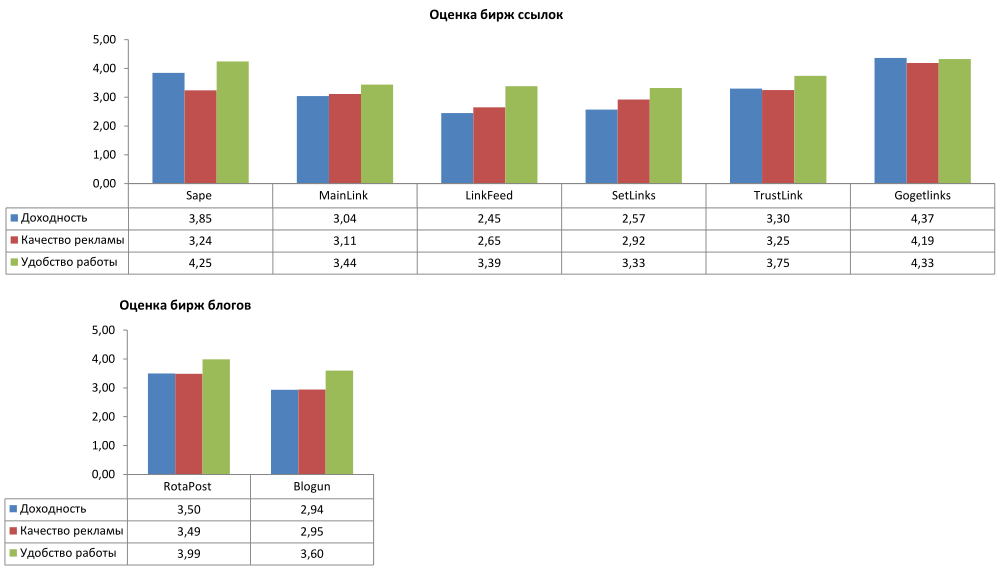 Оценка бирж ссылок
5,00
4,00
3,00
2,00
1,00
0,00
Sape MainLink LinkFeed SetLinks TrustLink Gogetlinks
Доходность 3,85 3,04 2,45 2,57 3,30 4,37
Качество рекламы 3,24 3,11 2,65 2,92 3,25 4,19
Удобство работы 4,25 3,44 3,39 3,33 3,75 4,33
Оценка бирж блогов
5,00
4,00
3,00
2,00
1,00
0,00
RotaPost Blogun
Доходность 3,50 2,94
Качество рекламы 3,49 2,95
Удобство работы 3,99 3,60